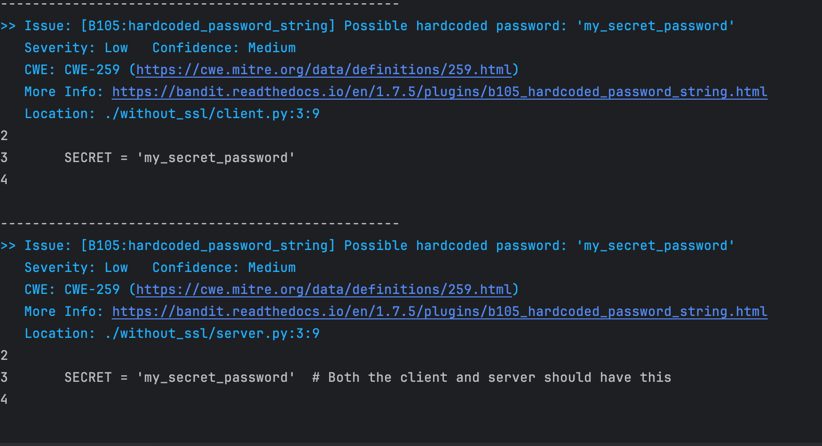 --------------------------------------------------
>> Issue: [B105:hardcoded_password_string] Possible hardcoded password: 'my_secret_password'
   Severity: Low   Confidence: Medium
   CWE: CWE-259 (https://cwe.mitre.org/data/definitions/259.html)
   More Info: https://bandit.readthedocs.io/en/1.7.5/plugins/b105_hardcoded_password_string.html
   Location: ./without_ssl/client.py:3:9
2
3       SECRET = 'my_secret_password'
4
--------------------------------------------------
>> Issue: [B105:hardcoded_password_string] Possible hardcoded password: 'my_secret_password'
   Severity: Low   Confidence: Medium
   CWE: CWE-259 (https://cwe.mitre.org/data/definitions/259.html)
   More Info: https://bandit.readthedocs.io/en/1.7.5/plugins/b105_hardcoded_password_string.html
   Location: ./without_ssl/server.py:3:9
2
3       SECRET = 'my_secret_password'  # Both the client and server should have this
4